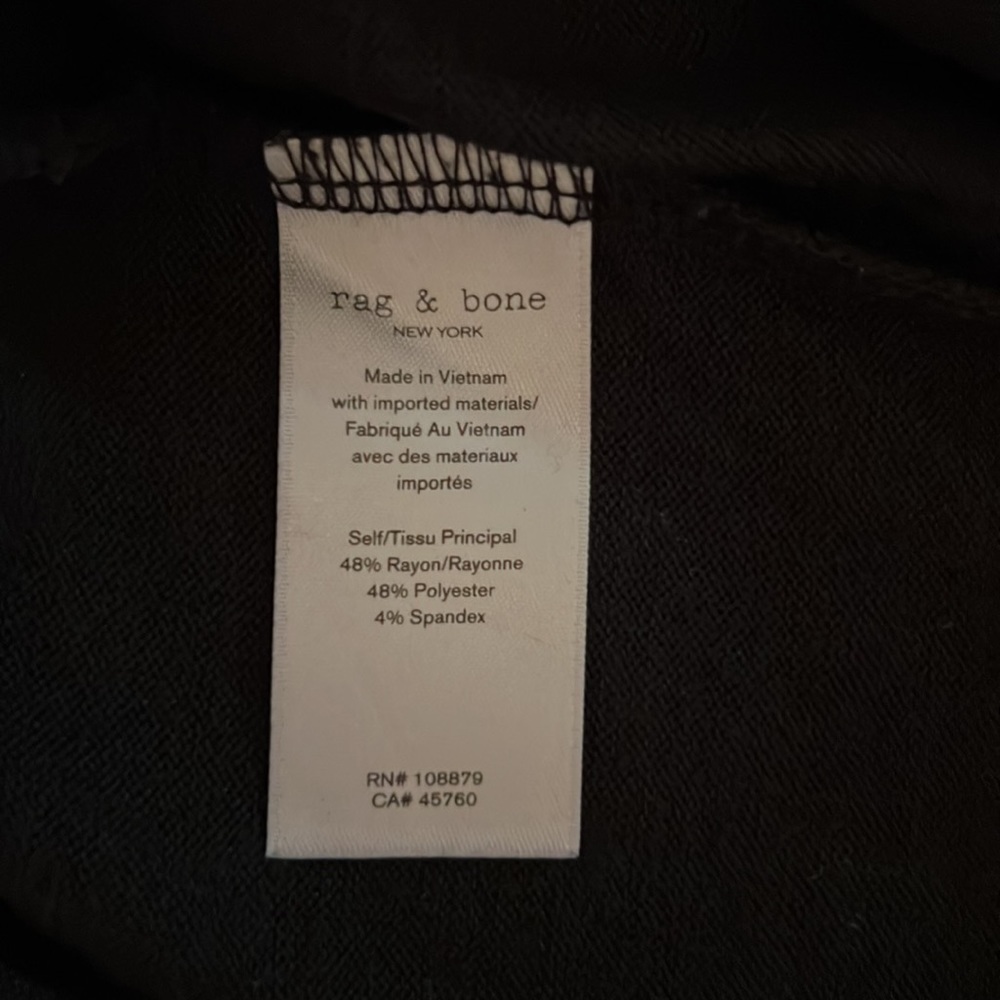 rag & bone
NEW YORK
Made in Vietnam
with imported materials/
Fabriqué Au Vietnam
avec des materiaux
importés
Self/Tissu Principal
48% Rayon/Rayonne
48% Polyester
4% Spandex
RN# 108879
CA# 45760